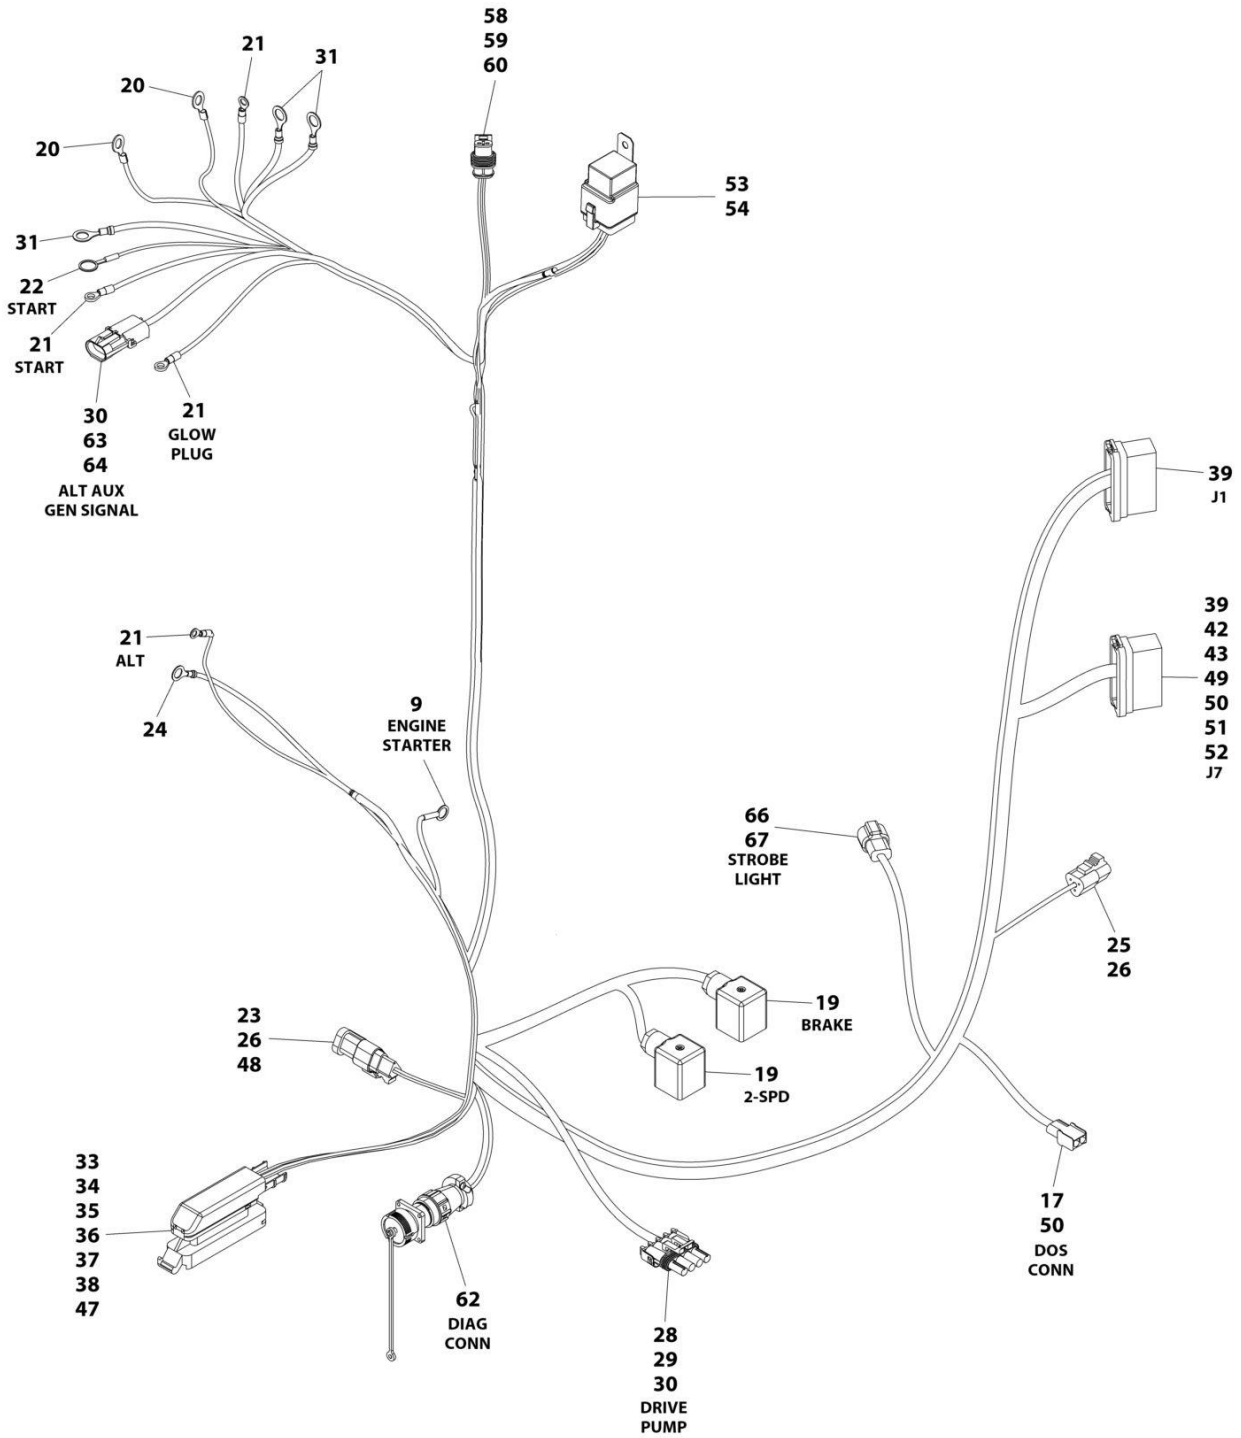 58
59
60
21
31
20
20
53
54
31
22
START
21
START
30
63
64
ALT AUX
GEN SIGNAL
21
GLOW
PLUG
39
J1
39
42
43
49
50
51
52
J7
21
ALT
24
9
ENGINE
STARTER
66
67
STROBE
LIGHT
25
26
23
26
48
19
BRAKE
19
2-SPD
33
34
35
36
37
38
47
62
DIAG
CONN
17
50
DOS
CONN
28
29
30
DRIVE
PUMP